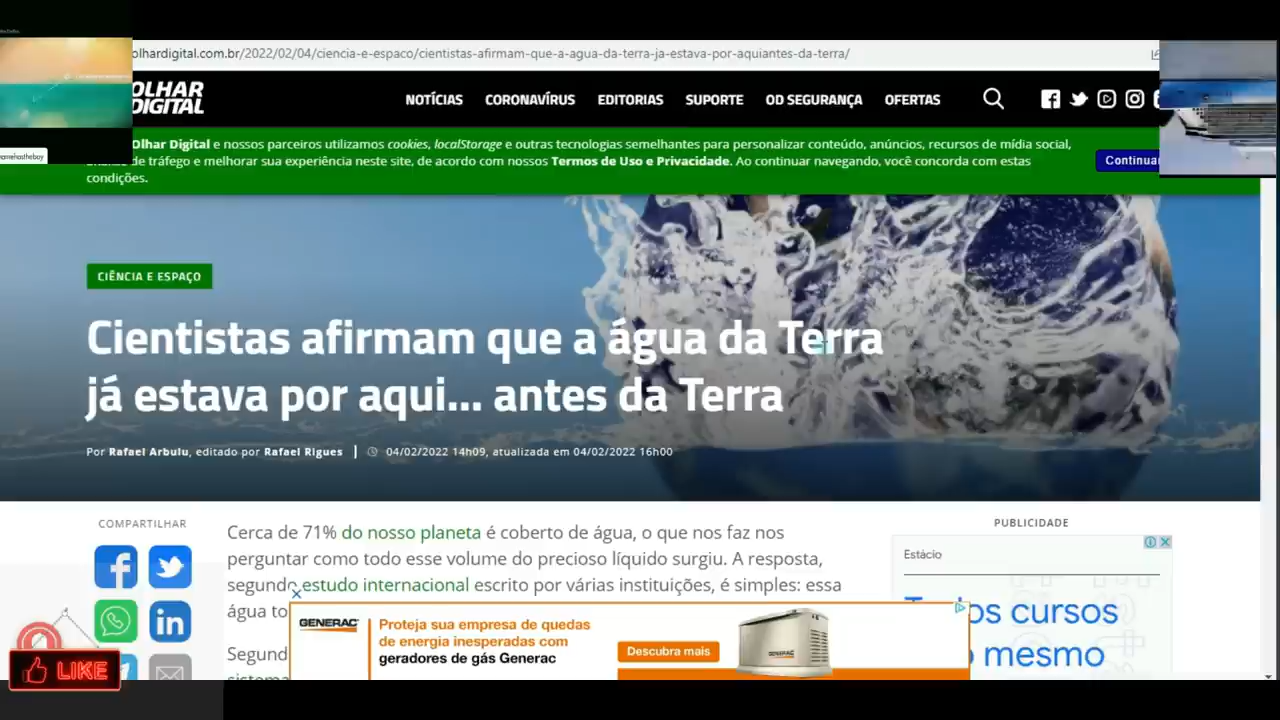 olhardigital.com.br/2022/02/04/ciencia-e-espaco/cientistas-afirmam-que-a-agua-da-terra-ja-estava-por-aquiantes-da-terra/
OLHAR
DIGITAL
NOTÍCIAS CORONAVÍRUS EDITORIAS SUPORTE OD SEGURANÇA OFERTAS
Olhar Digital e nossos parceiros utilizamos cookies, localStorage e outras tecnologias semelhantes para personalizar conteúdo, anúncios, recursos de mídia social,
de tráfego e melhorar sua experiência neste site, de acordo com nossos Termos de Uso e Privacidade. Ao continuar navegando, você concorda com estas
condições.
Continuar
CIÊNCIA E ESPAÇO
Cientistas afirmam que a água da Terra
já estava por aqui... antes da Terra
Por Rafael Arbulu, editado por Rafael Rigues | 04/02/2022 14h09, atualizada em 04/02/2022 16h00
COMPARTILHAR
Cerca de 71% do nosso planeta é coberto de água, o que nos faz nos
perguntar como todo esse volume do precioso líquido surgiu. A resposta,
segundo estudo internacional escrito por várias instituições, é simples: essa
água to
Segund
sistema
PUBLICIDADE
Estácio
os cursos
mesmo
GENERAC
Proteja sua empresa de quedas
de energia inesperadas com
geradores de gás Generac
Descubra mais
GENERAC
LIKE